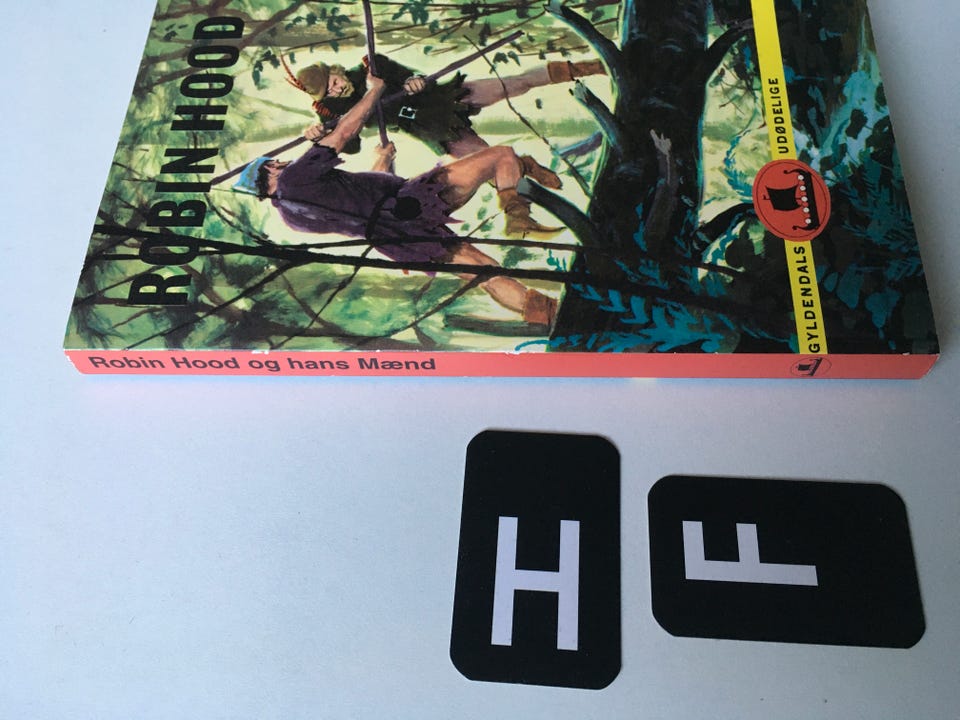 ROBIN HOOD
GYLDENDALS UDØDELIGE
Robin Hood og hans Mænd
H
F